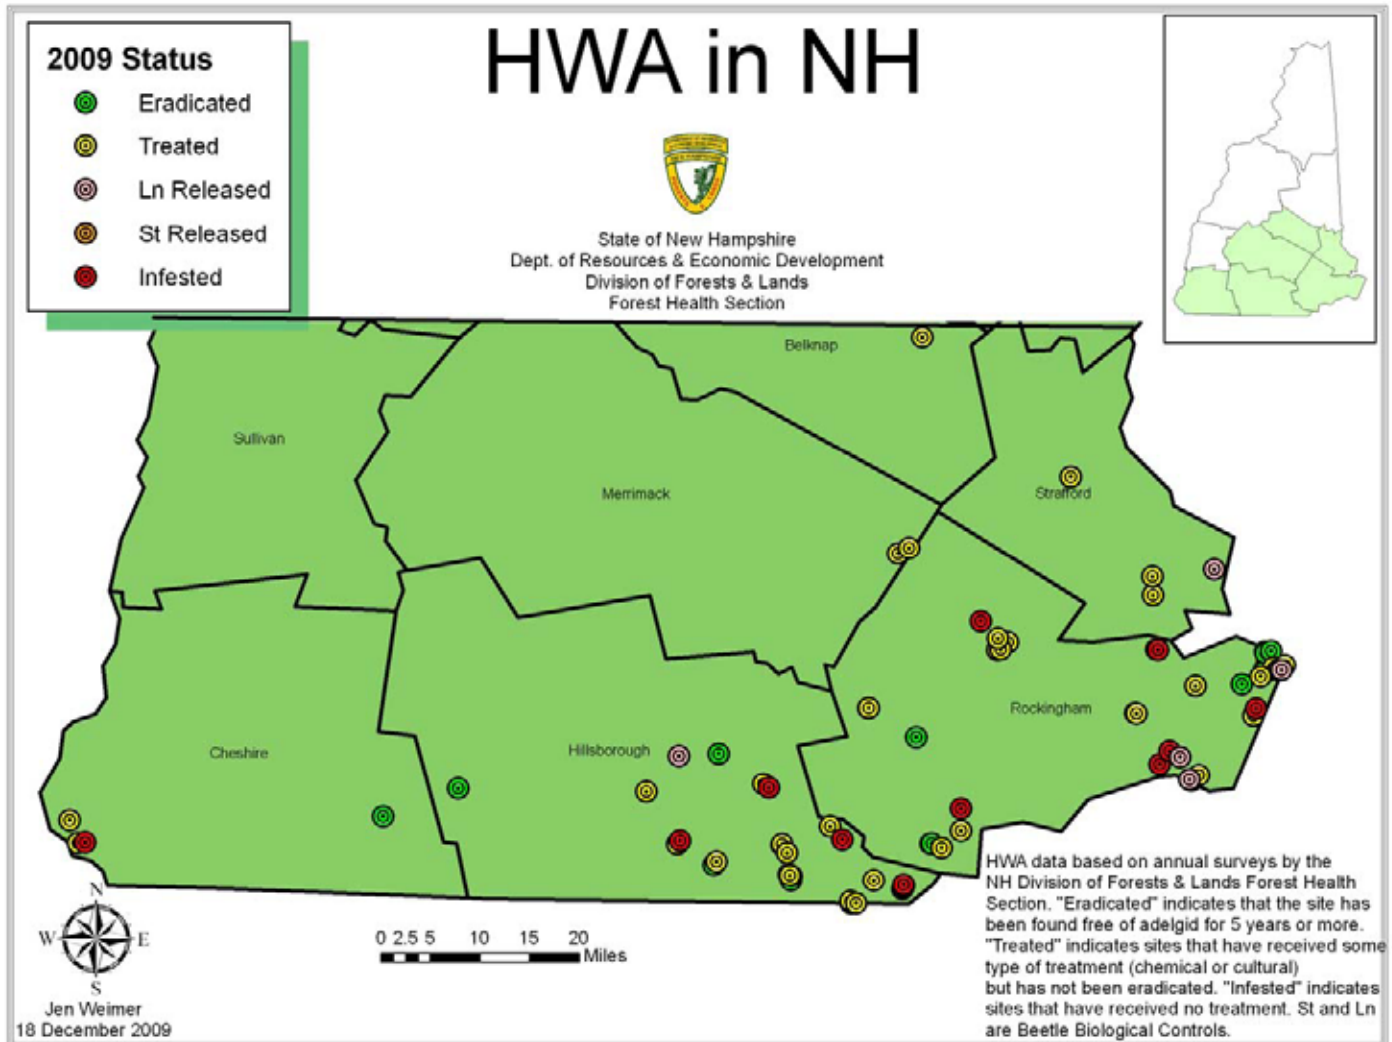 HWA in NH
2009 Status
Eradicated
Treated
Ln Released
St Released
Infested
State of New Hampshire
Dept. of Resources & Economic Development
Division of Forests & Lands
Forest Health Section
Belknap
Sullivan
Merrimack
Strafford
Rockingham
Cheshire
Hillsborough
HWA data based on annual surveys by the
NH Division of Forests & Lands Forest Health
Section. "Eradicated" indicates that the site has
been found free of adelgid for 5 years or more.
"Treated" indicates sites that have received some
type of treatment (chemical or cultural)
but has not been eradicated. "Infested" indicates
sites that have received no treatment. St and Ln
are Beetle Biological Controls.
N
W E
S
0 2.5 5 10 15 20
Miles
Jen Weimer
18 December 2009